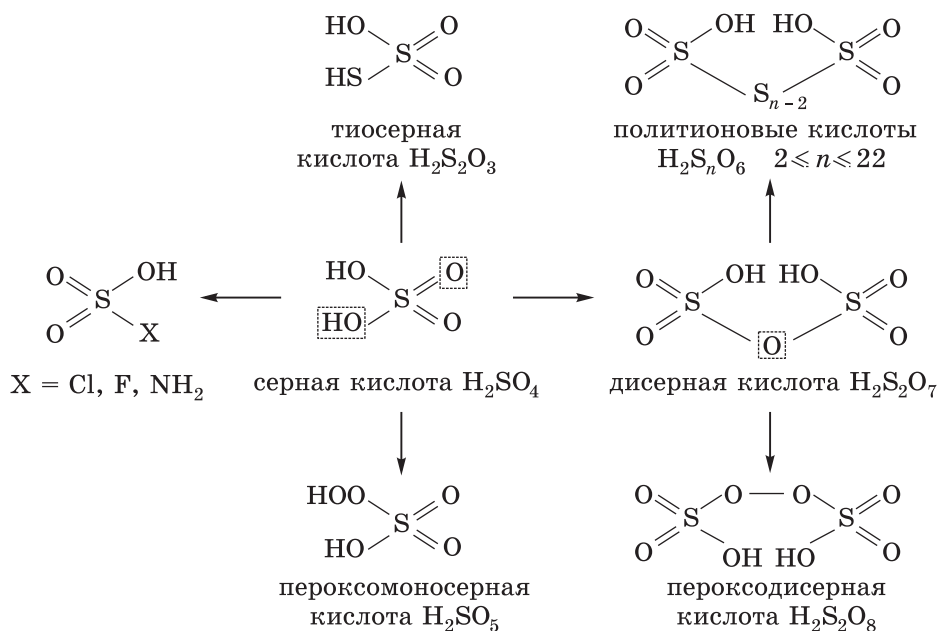 HO O
S
HS O
тиосерная
кислота H₂S₂O₃
O OH HO O
S S
O Sₙ₋₂ O
политионовые кислоты
H₂SₙO₆ 2 ⩽ n ⩽ 22
O OH
S
O X
X = Cl, F, NH₂
HO O
S
HO O
серная кислота H₂SO₄
O OH HO O
S S
O O O
дисерная кислота H₂S₂O₇
HOO O
S
HO O
пероксомоносерная
кислота H₂SO₅
O O — O O
S S
O OH HO O
пероксодисерная
кислота H₂S₂O₈